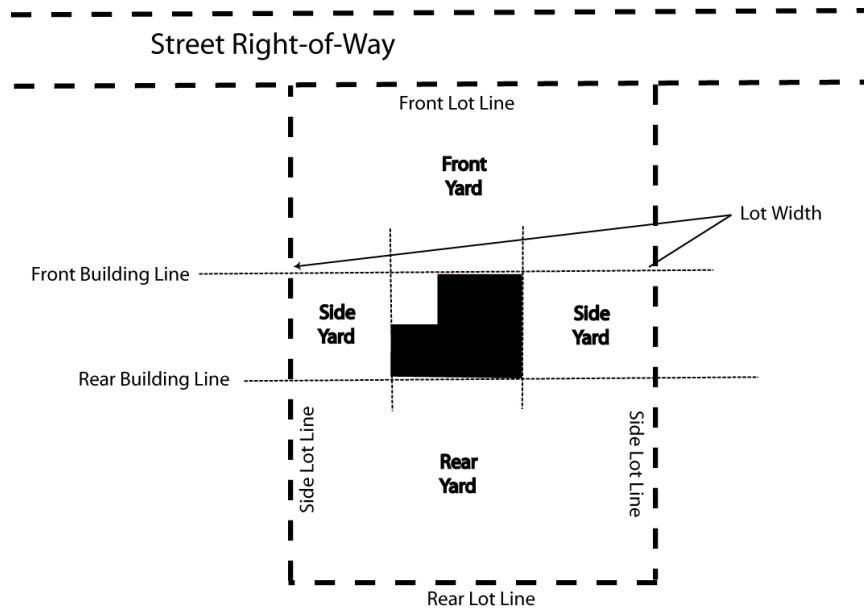 Street Right-of-Way
Front Lot Line
Front
Yard
Lot Width
Front Building Line
Side
Yard
Side
Yard
Rear Building Line
Side Lot Line
Side Lot Line
Rear
Yard
Rear Lot Line